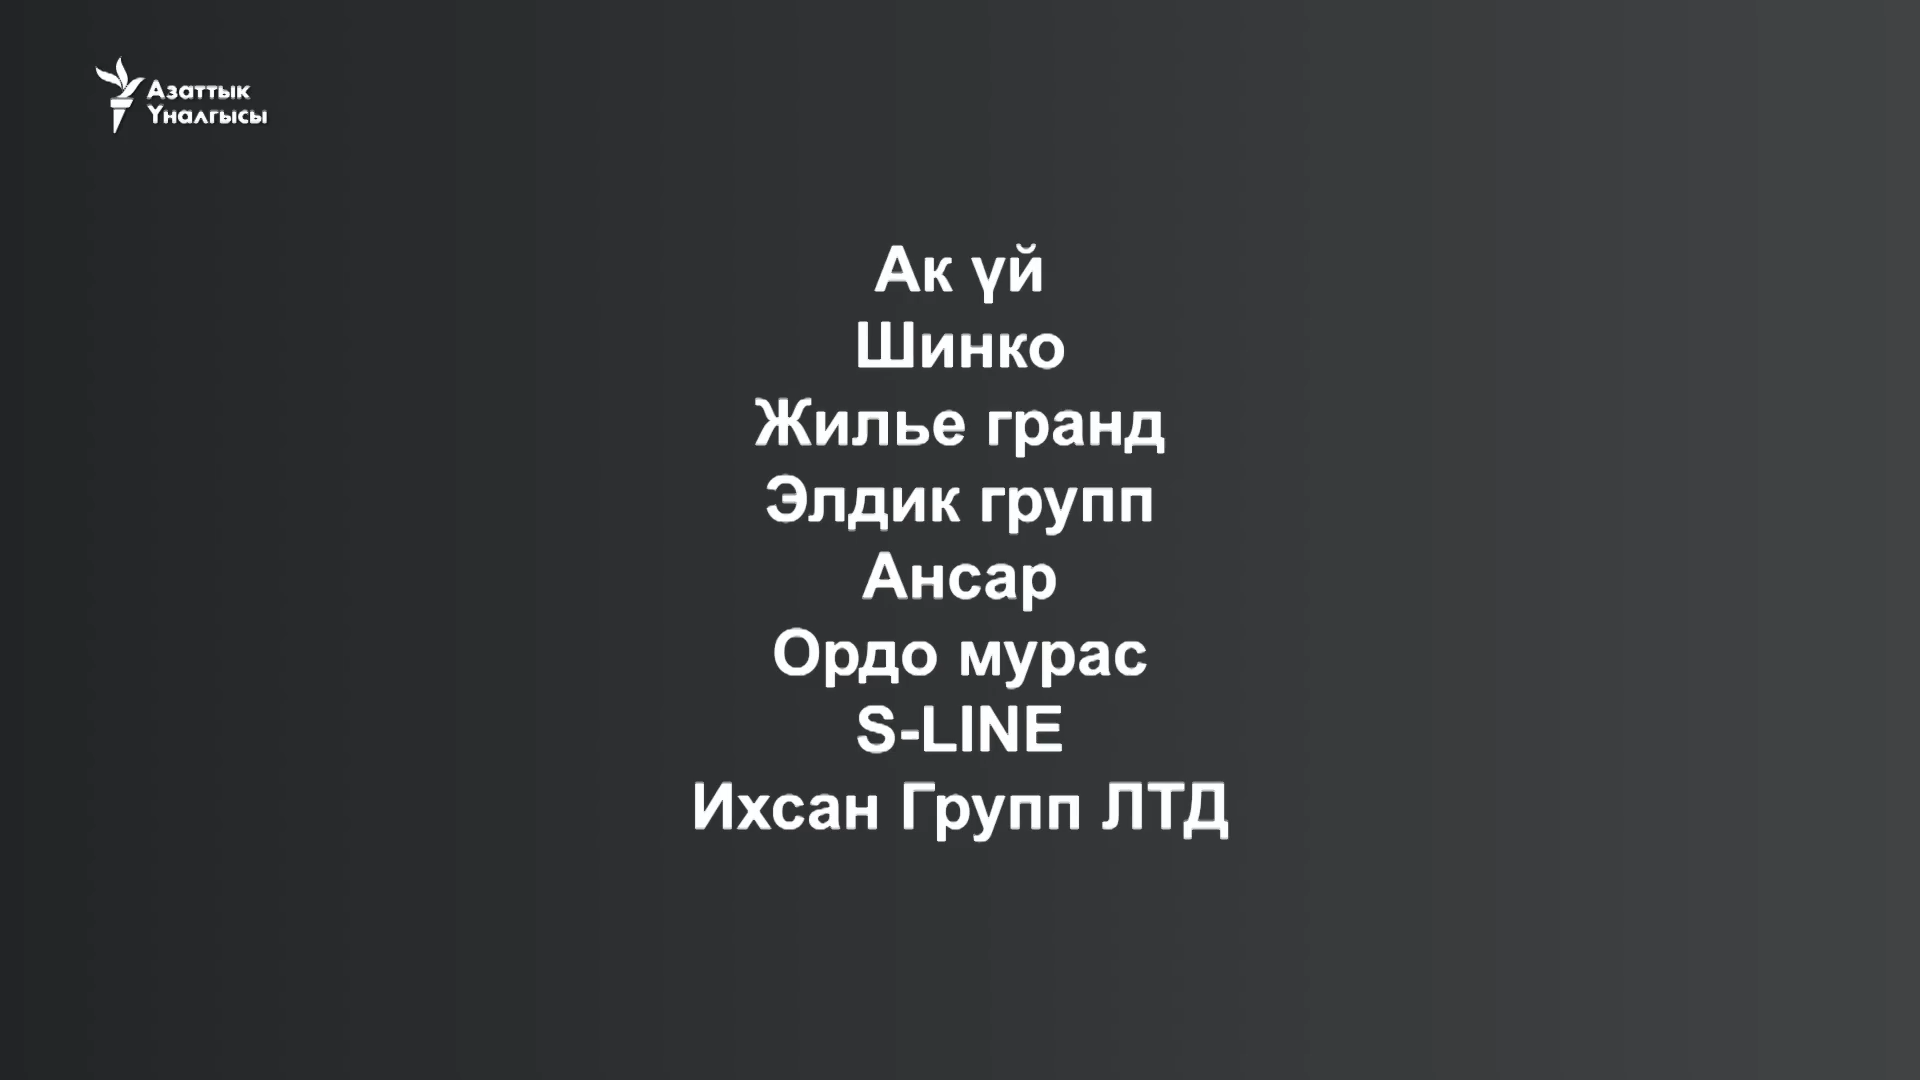 Азаттык
Үналгысы
Ак үй
Шинко
Жилье гранд
Элдик групп
Ансар
Ордо мурас
S-LINE
Ихсан Групп ЛТД